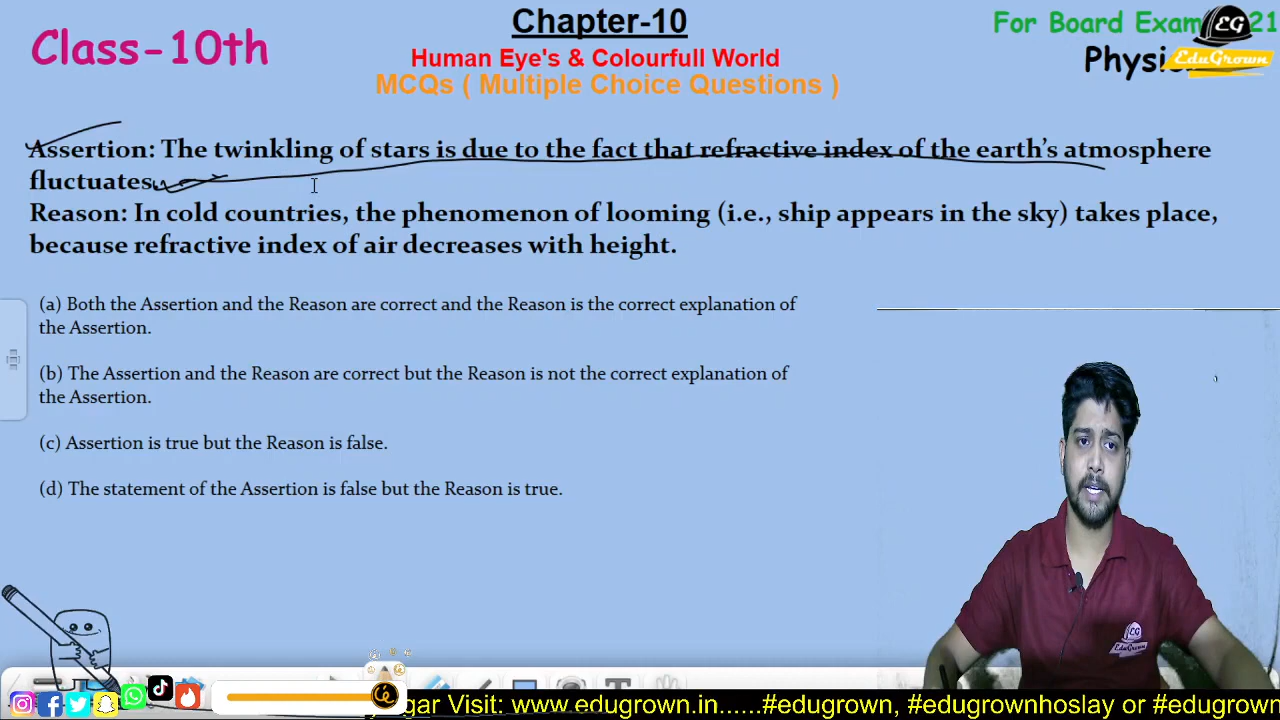 Chapter-10
For Board Exam 21
Class-10th
Human Eye's & Colourfull World
Physi
EG
EduGrown
MCQs ( Multiple Choice Questions )
Assertion: The twinkling of stars is due to the fact that refractive index of the earth's atmosphere
fluctuates.
Reason: In cold countries, the phenomenon of looming (i.e., ship appears in the sky) takes place,
because refractive index of air decreases with height.
(a) Both the Assertion and the Reason are correct and the Reason is the correct explanation of
the Assertion.
(b) The Assertion and the Reason are correct but the Reason is not the correct explanation of
the Assertion.
(c) Assertion is true but the Reason is false.
(d) The statement of the Assertion is false but the Reason is true.
EG
EduGrown
gar Visit: www.edugrown.in......#edugrown, #edugrownhoslay or #edugrown